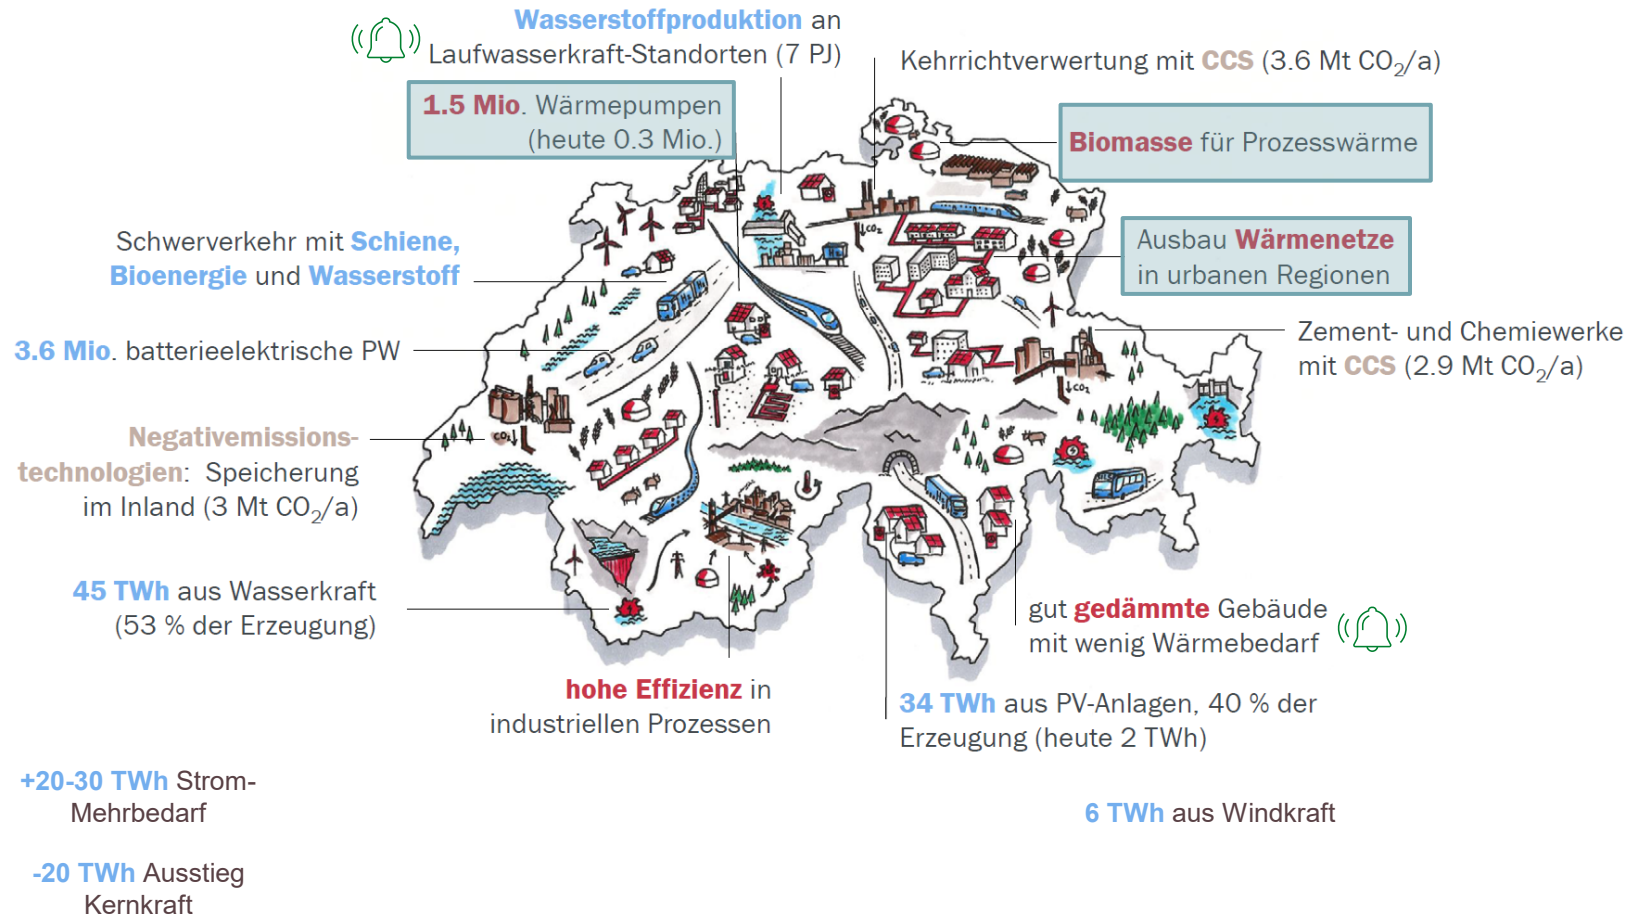 Wasserstoffproduktion an
Laufwasserkraft-Standorten (7 PJ)
Kehrrichtverwertung mit CCS (3.6 Mt CO₂/a)
1.5 Mio. Wärmepumpen
(heute 0.3 Mio.)
Biomasse für Prozesswärme
Schwerverkehr mit Schiene,
Bioenergie und Wasserstoff
Ausbau Wärmenetze
in urbanen Regionen
CO₂
H₂
3.6 Mio. batterieelektrische PW
Zement- und Chemiewerke
mit CCS (2.9 Mt CO₂/a)
CO₂
Negativemissions-
technologien: Speicherung
im Inland (3 Mt CO₂/a)
CO₂
45 TWh aus Wasserkraft
(53 % der Erzeugung)
gut gedämmte Gebäude
mit wenig Wärmebedarf
hohe Effizienz in
industriellen Prozessen
34 TWh aus PV-Anlagen, 40 % der
Erzeugung (heute 2 TWh)
+20-30 TWh Strom-
Mehrbedarf
6 TWh aus Windkraft
-20 TWh Ausstieg
Kernkraft